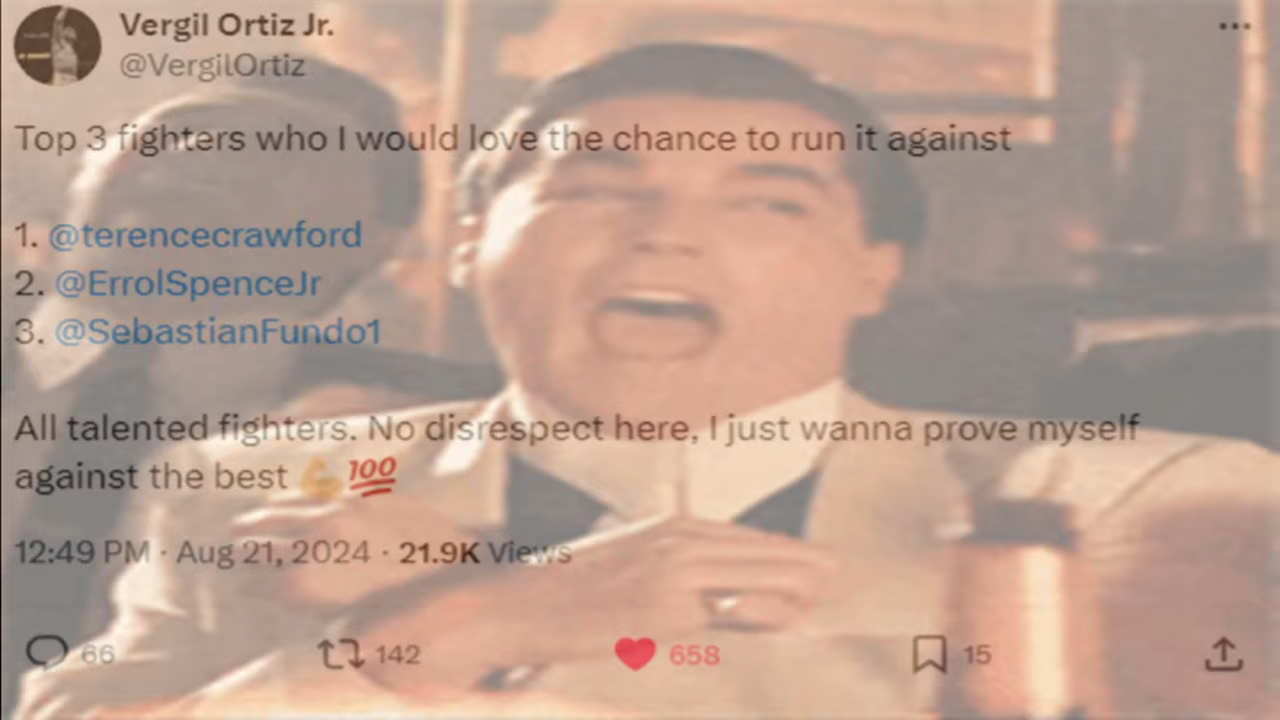 Vergil Ortiz Jr.
@VergilOrtiz
Top 3 fighters who I would love the chance to run it against
1. @terencecrawford
2. @ErrolSpenceJr
3. @SebastianFundo1
All talented fighters. No disrespect here, I just wanna prove myself
against the best 💪💯
12:49 PM · Aug 21, 2024 · 21.9K Views
66 142 658 15